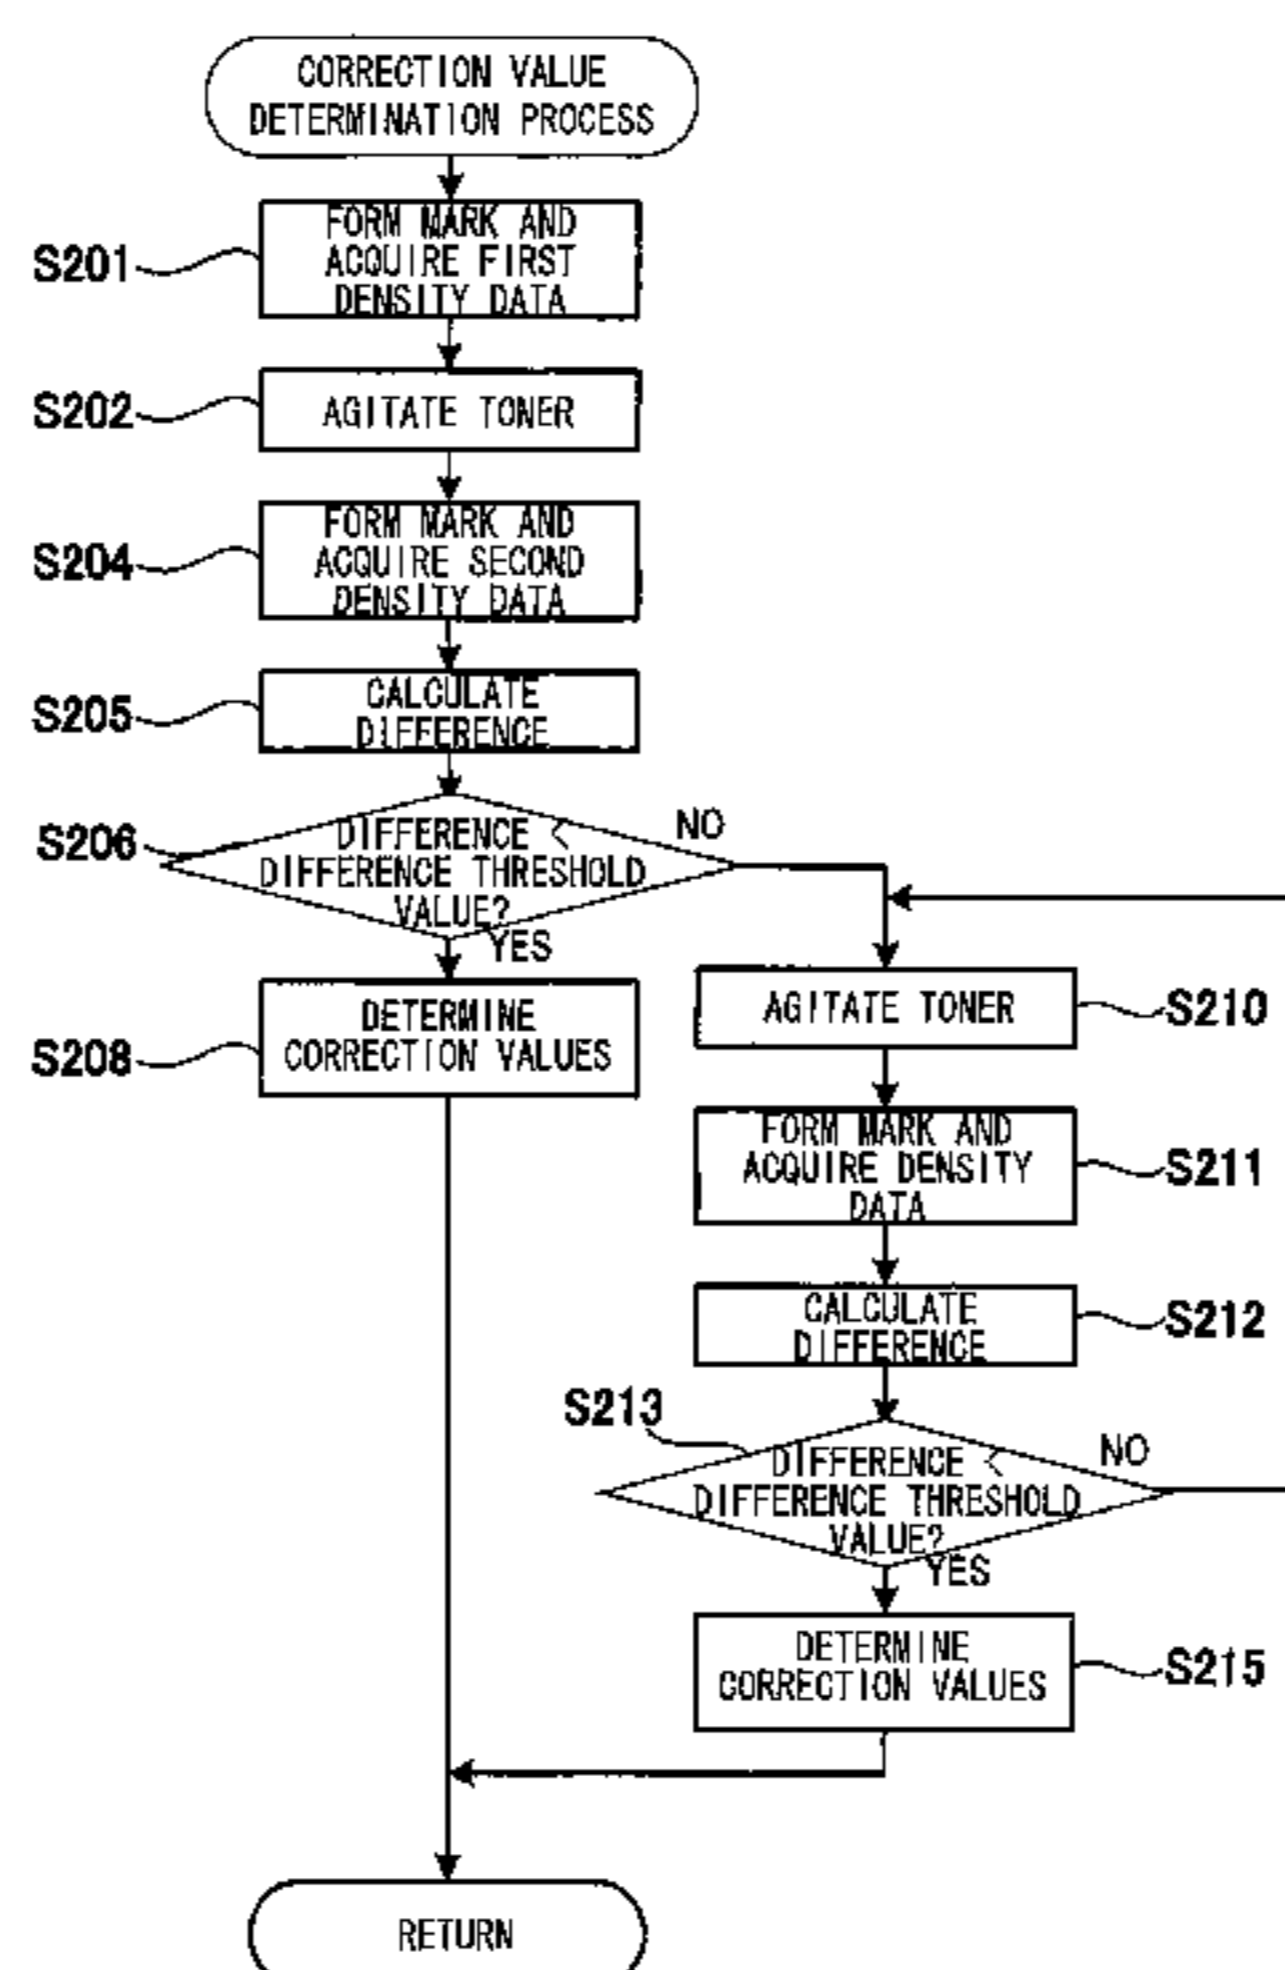 CORRECTION VALUE
DETERMINATION PROCESS
S201
FORM MARK AND
ACQUIRE FIRST
DENSITY DATA
S202
AGITATE TONER
S204
FORM MARK AND
ACQUIRE SECOND
DENSITY DATA
S205
CALCULATE
DIFFERENCE
S206
DIFFERENCE <
DIFFERENCE THRESHOLD
VALUE?
NO
YES
S208
DETERMINE
CORRECTION VALUES
AGITATE TONER
S210
FORM MARK AND
ACQUIRE DENSITY
DATA
S211
CALCULATE
DIFFERENCE
S212
S213
DIFFERENCE <
DIFFERENCE THRESHOLD
VALUE?
NO
YES
DETERMINE
CORRECTION VALUES
S215
RETURN